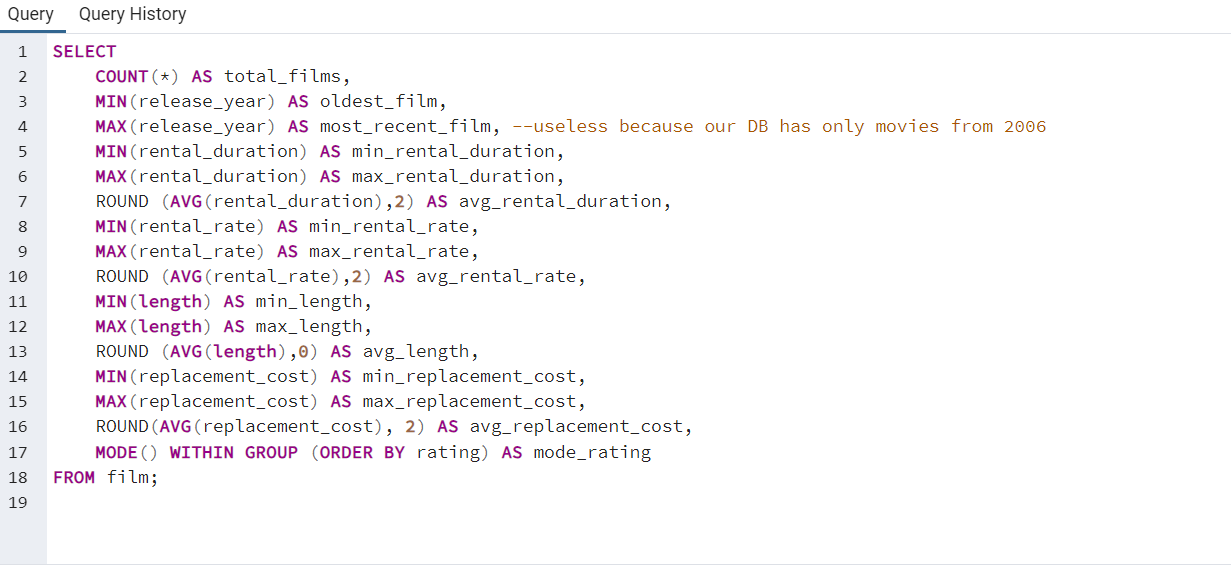 Query Query History
1 SELECT
2 COUNT(*) AS total_films,
3 MIN(release_year) AS oldest_film,
4 MAX(release_year) AS most_recent_film, --useless because our DB has only movies from 2006
5 MIN(rental_duration) AS min_rental_duration,
6 MAX(rental_duration) AS max_rental_duration,
7 ROUND (AVG(rental_duration),2) AS avg_rental_duration,
8 MIN(rental_rate) AS min_rental_rate,
9 MAX(rental_rate) AS max_rental_rate,
10 ROUND (AVG(rental_rate),2) AS avg_rental_rate,
11 MIN(length) AS min_length,
12 MAX(length) AS max_length,
13 ROUND (AVG(length),0) AS avg_length,
14 MIN(replacement_cost) AS min_replacement_cost,
15 MAX(replacement_cost) AS max_replacement_cost,
16 ROUND(AVG(replacement_cost), 2) AS avg_replacement_cost,
17 MODE() WITHIN GROUP (ORDER BY rating) AS mode_rating
18 FROM film;
19